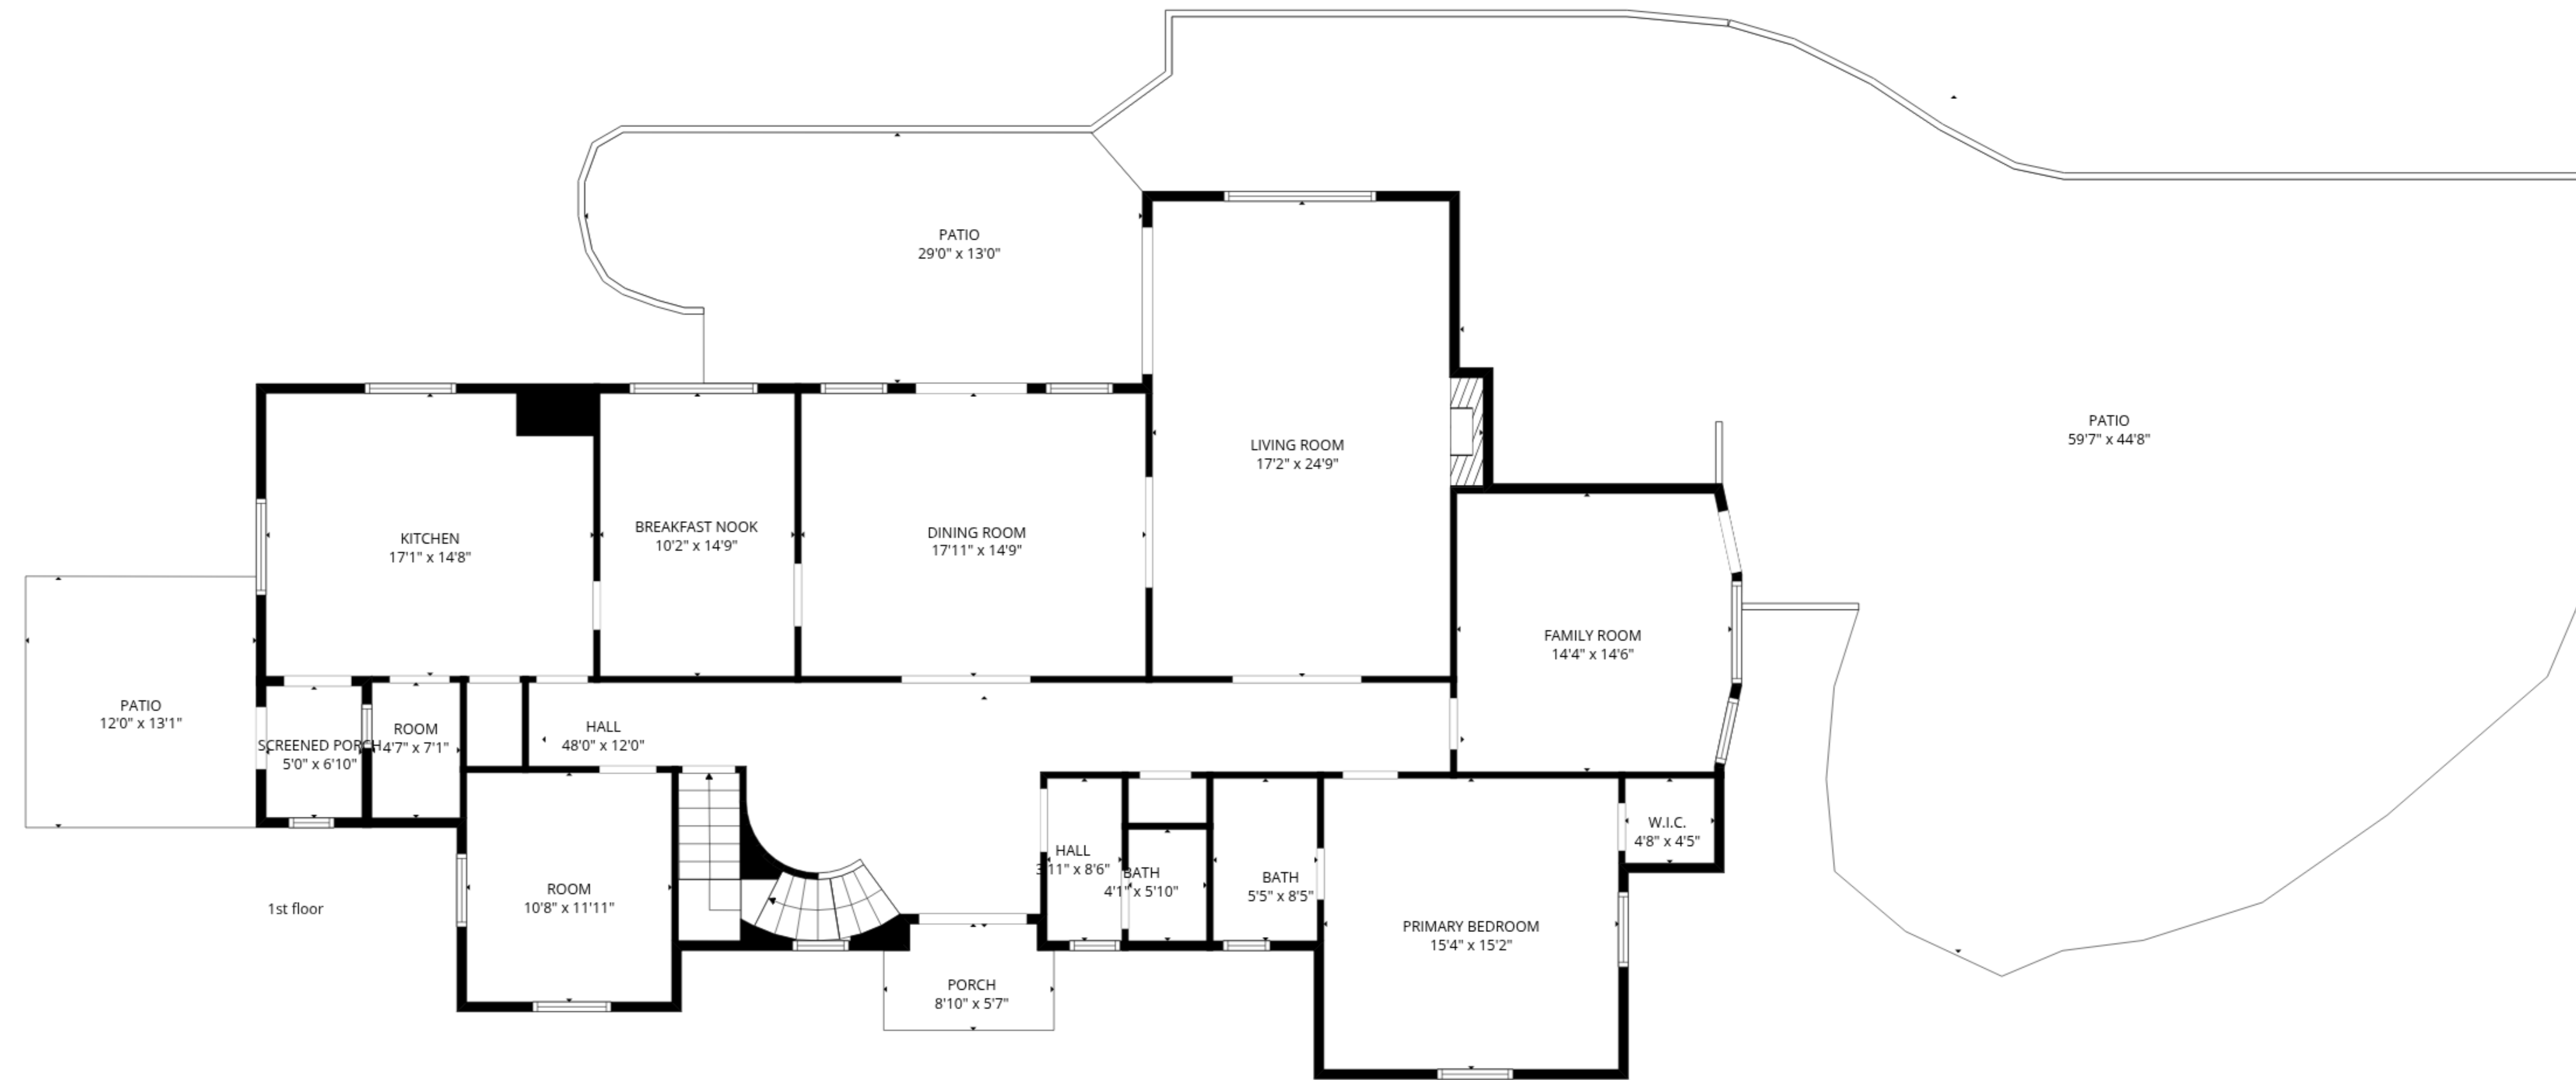 PATIO
29'0" x 13'0"
PATIO
59'7" x 44'8"
LIVING ROOM
17'2" x 24'9"
BREAKFAST NOOK
10'2" x 14'9"
DINING ROOM
17'11" x 14'9"
KITCHEN
17'1" x 14'8"
FAMILY ROOM
14'4" x 14'6"
PATIO
12'0" x 13'1"
SCREENED PORCH
5'0" x 6'10"
ROOM
4'7" x 7'1"
HALL
48'0" x 12'0"
W.I.C.
4'8" x 4'5"
HALL
3'11" x 8'6"
BATH
4'1" x 5'10"
BATH
5'5" x 8'5"
ROOM
10'8" x 11'11"
1st floor
PRIMARY BEDROOM
15'4" x 15'2"
PORCH
8'10" x 5'7"